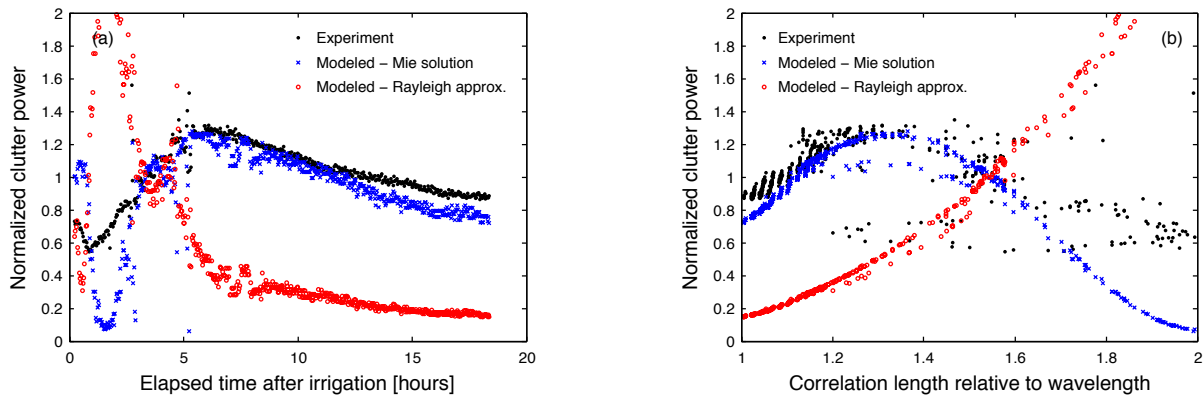 (a)
Experiment
Modeled − Mie solution
Modeled − Rayleigh approx.
Normalized clutter power
2
1.8
1.6
1.4
1.2
1
0.8
0.6
0.4
0.2
0
0 5 10 15 20
Elapsed time after irrigation [hours]
(b)
Experiment
Modeled − Mie solution
Modeled − Rayleigh approx.
Normalized clutter power
2
1.8
1.6
1.4
1.2
1
0.8
0.6
0.4
0.2
0
1 1.2 1.4 1.6 1.8 2
Correlation length relative to wavelength